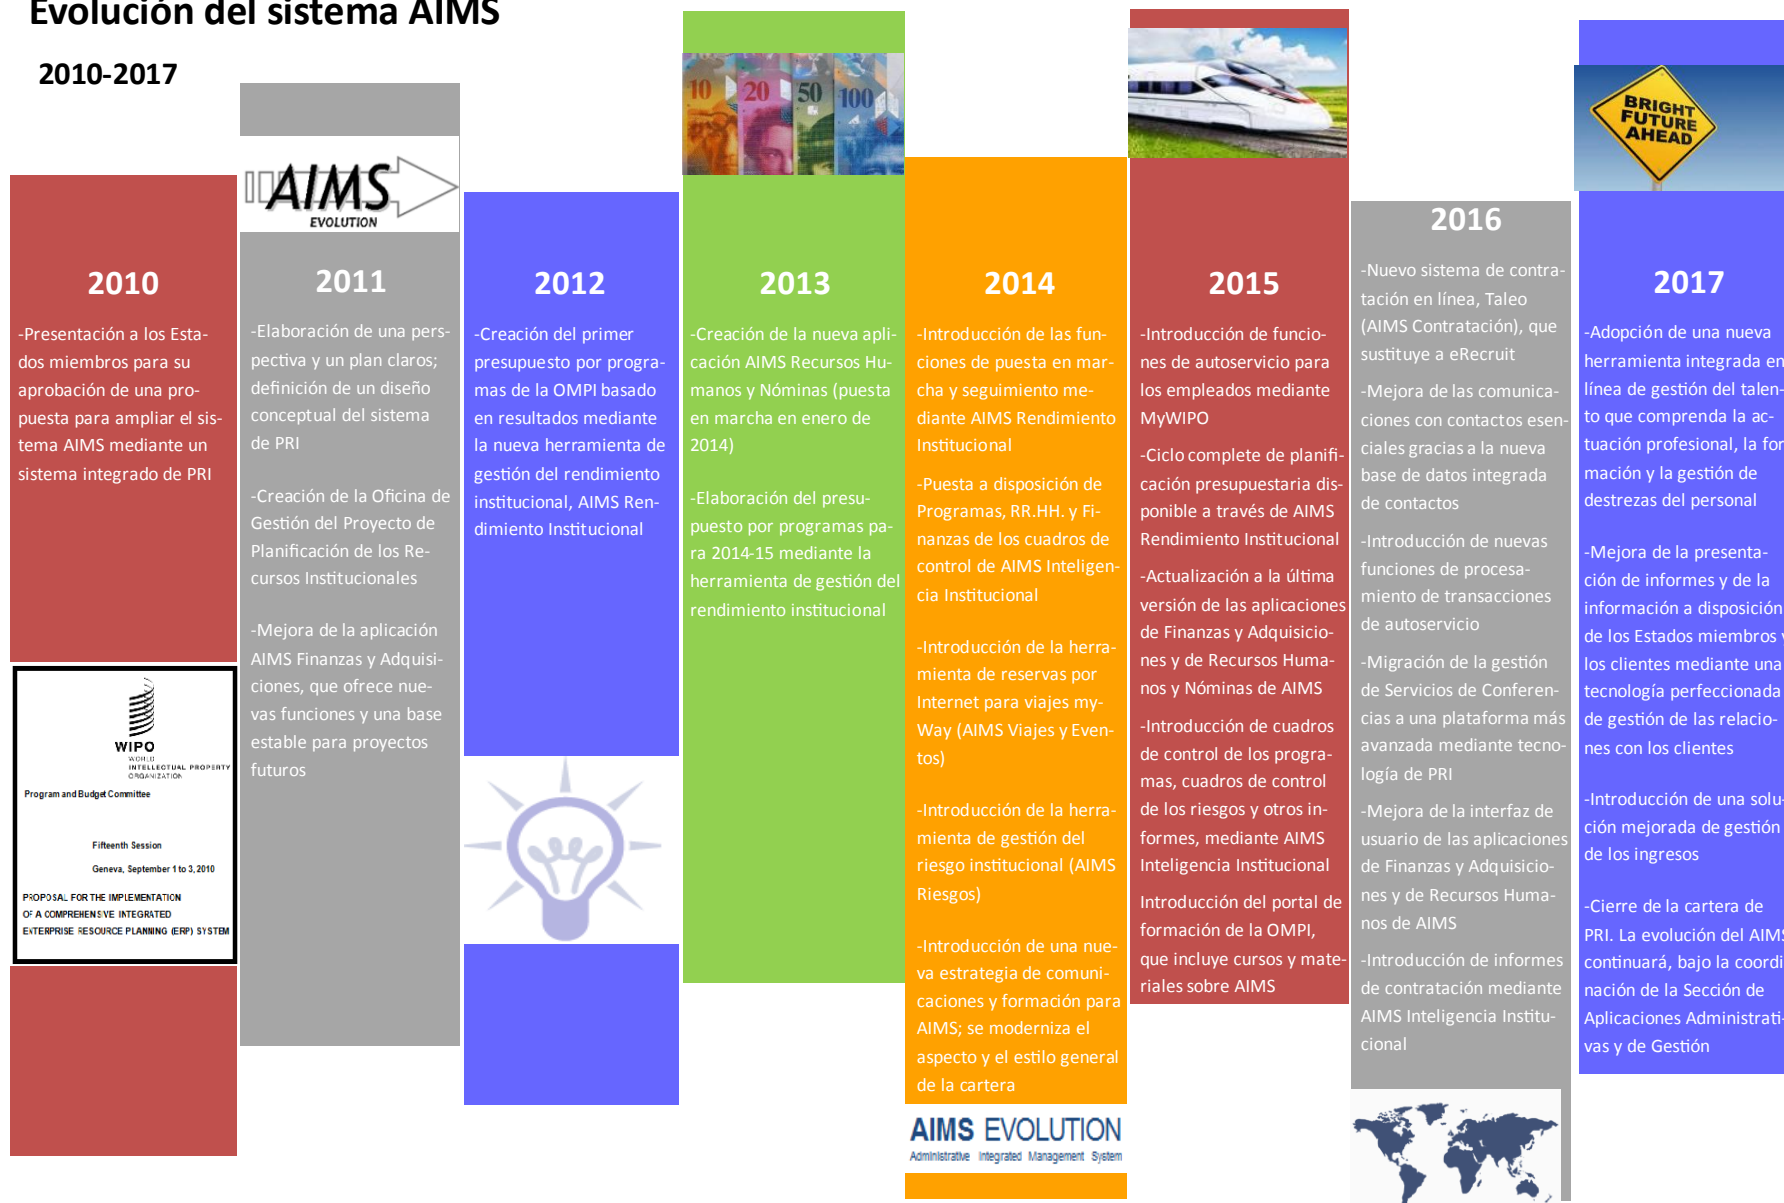 Evolución del sistema AIMS
2010-2017
2010
-Presentación a los Esta-
dos miembros para su
aprobación de una pro-
puesta para ampliar el sis-
tema AIMS mediante un
sistema integrado de PRI
WIPO
WORLD
INTELLECTUAL PROPERTY
ORGANIZATION
Program and Budget Committee
Fifteenth Session
Geneva, September 1 to 3, 2010
PROPOSAL FOR THE IMPLEMENTATION
OF A COMPREHENSIVE INTEGRATED
ENTERPRISE RESOURCE PLANNING (ERP) SYSTEM
AIMS
EVOLUTION
2011
-Elaboración de una pers-
pectiva y un plan claros;
definición de un diseño
conceptual del sistema
de PRI
-Creación de la Oficina de
Gestión del Proyecto de
Planificación de los Re-
cursos Institucionales
-Mejora de la aplicación
AIMS Finanzas y Adquisi-
ciones, que ofrece nue-
vas funciones y una base
estable para proyectos
futuros
2012
-Creación del primer
presupuesto por progra-
mas de la OMPI basado
en resultados mediante
la nueva herramienta de
gestión del rendimiento
institucional, AIMS Ren-
dimiento Institucional
10 20 50 100
2013
-Creación de la nueva apli-
cación AIMS Recursos Hu-
manos y Nóminas (puesta
en marcha en enero de
2014)
-Elaboración del presu-
puesto por programas pa-
ra 2014-15 mediante la
herramienta de gestión del
rendimiento institucional
2014
-Introducción de las fun-
ciones de puesta en mar-
cha y seguimiento me-
diante AIMS Rendimiento
Institucional
-Puesta a disposición de
Programas, RR.HH. y Fi-
nanzas de los cuadros de
control de AIMS Inteligen-
cia Institucional
-Introducción de la herra-
mienta de reservas por
Internet para viajes my-
Way (AIMS Viajes y Even-
tos)
-Introducción de la herra-
mienta de gestión del
riesgo institucional (AIMS
Riesgos)
-Introducción de una nue-
va estrategia de comuni-
caciones y formación para
AIMS; se moderniza el
aspecto y el estilo general
de la cartera
AIMS EVOLUTION
Administrative Integrated Management System
2015
-Introducción de funcio-
nes de autoservicio para
los empleados mediante
MyWIPO
-Ciclo complete de planifi-
cación presupuestaria dis-
ponible a través de AIMS
Rendimiento Institucional
-Actualización a la última
versión de las aplicaciones
de Finanzas y Adquisicio-
nes y de Recursos Huma-
nos y Nóminas de AIMS
-Introducción de cuadros
de control de los progra-
mas, cuadros de control
de los riesgos y otros in-
formes, mediante AIMS
Inteligencia Institucional
Introducción del portal de
formación de la OMPI,
que incluye cursos y mate-
riales sobre AIMS
2016
-Nuevo sistema de contra-
tación en línea, Taleo
(AIMS Contratación), que
sustituye a eRecruit
-Mejora de las comunica-
ciones con contactos esen-
ciales gracias a la nueva
base de datos integrada
de contactos
-Introducción de nuevas
funciones de procesa-
miento de transacciones
de autoservicio
-Migración de la gestión
de Servicios de Conferen-
cias a una plataforma más
avanzada mediante tecno-
logía de PRI
-Mejora de la interfaz de
usuario de las aplicaciones
de Finanzas y Adquisicio-
nes y de Recursos Huma-
nos de AIMS
-Introducción de informes
de contratación mediante
AIMS Inteligencia Institu-
cional
BRIGHT
FUTURE
AHEAD
2017
-Adopción de una nueva
herramienta integrada en
línea de gestión del talen-
to que comprenda la ac-
tuación profesional, la for
mación y la gestión de
destrezas del personal
-Mejora de la presenta-
ción de informes y de la
información a disposición
de los Estados miembros y
los clientes mediante una
tecnología perfeccionada
de gestión de las relacio-
nes con los clientes
-Introducción de una solu-
ción mejorada de gestión
de los ingresos
-Cierre de la cartera de
PRI. La evolución del AIMS
continuará, bajo la coordi
nación de la Sección de
Aplicaciones Administrati-
vas y de Gestión